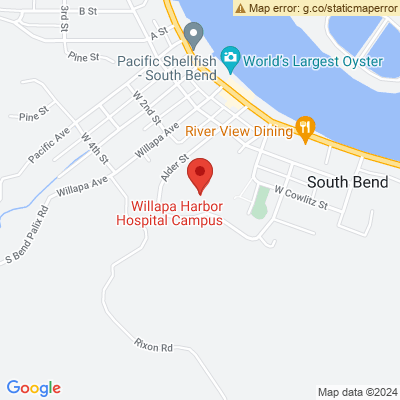 Map error: g.co/staticmaperror
B St
A St
3rd St
Pine St
Pacific Shellfish
- South Bend
World's Largest Oyster
W 2nd St
Pine St
Pacific Ave
Willapa Ave
River View Dining
W 4th St
Alder St
Willapa Ave
South Bend
W Cowlitz St
Willapa Harbor
Hospital Campus
S Bend Palix Rd
Rixon Rd
Google
Map data ©2024